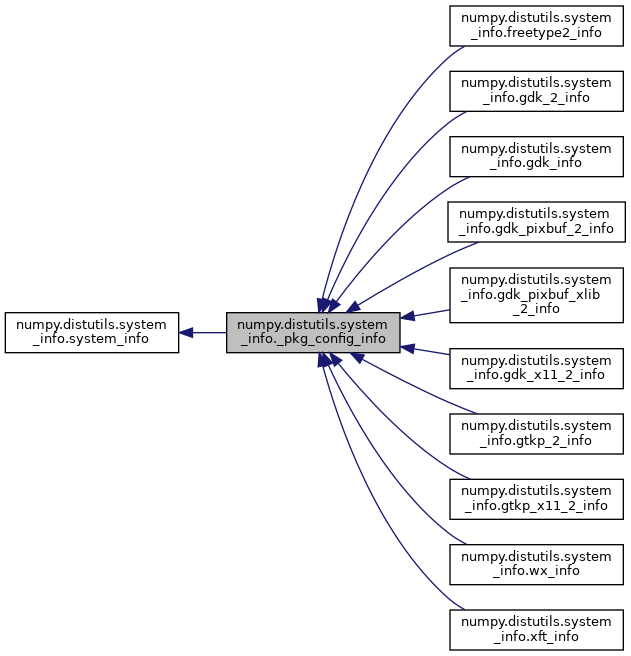 numpy.distutils.system
_info.freetype2_info
numpy.distutils.system
_info.gdk_2_info
numpy.distutils.system
_info.gdk_info
numpy.distutils.system
_info.gdk_pixbuf_2_info
numpy.distutils.system
_info.gdk_pixbuf_xlib
_2_info
numpy.distutils.system
_info.system_info
numpy.distutils.system
_info._pkg_config_info
numpy.distutils.system
_info.gdk_x11_2_info
numpy.distutils.system
_info.gtkp_2_info
numpy.distutils.system
_info.gtkp_x11_2_info
numpy.distutils.system
_info.wx_info
numpy.distutils.system
_info.xft_info